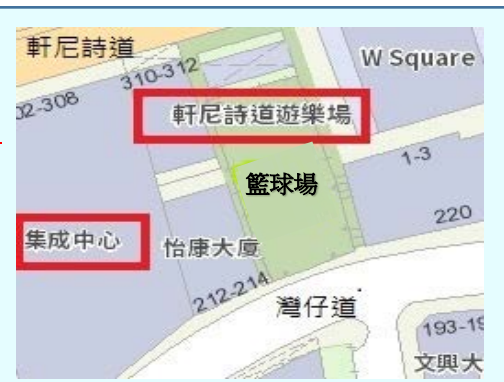 軒尼詩道
310-312
W Square
02-308
軒尼詩道遊樂場
1-3
籃球場
220
集成中心
怡康大廈
212-214
灣仔道
193-19
文興大